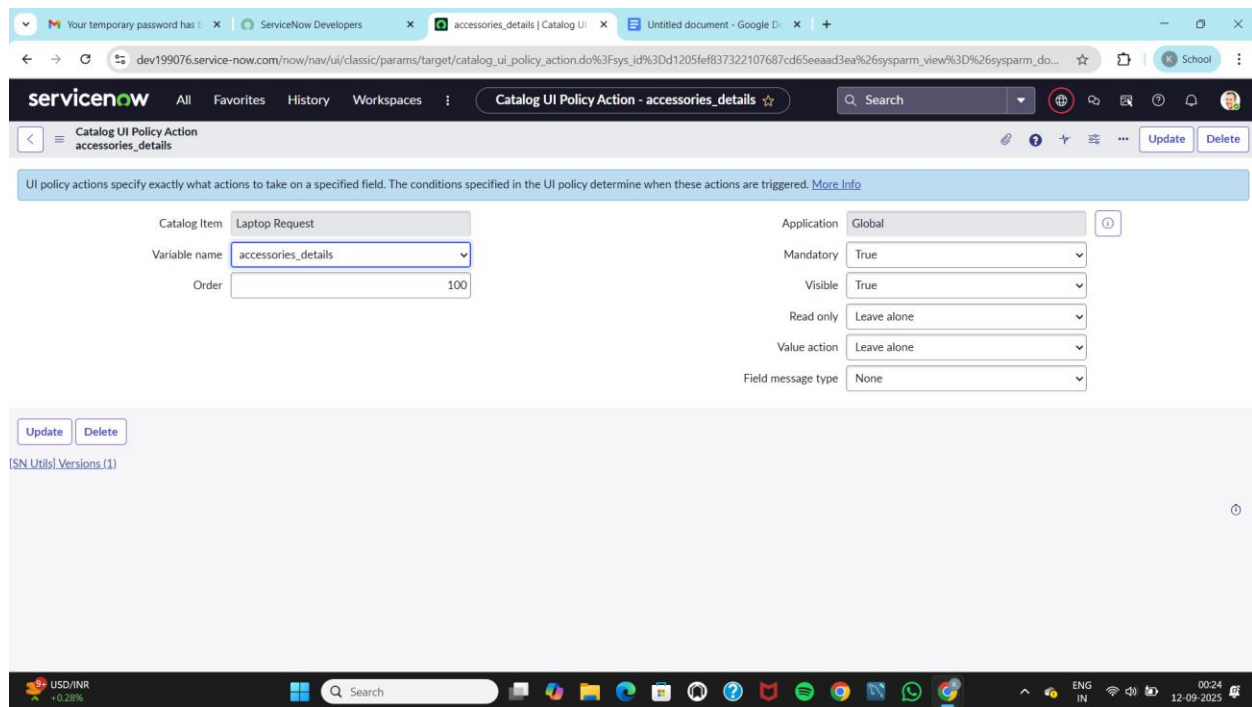 Your temporary password has b
ServiceNow Developers
accessories_details | Catalog UI
Untitled document - Google Do
dev199076.service-now.com/now/nav/ui/classic/params/target/catalog_ui_policy_action.do%3Fsys_id%3Dd1205fef837322107687cd65eeaad3ea%26sysparm_view%3D%26sysparm_do...
School
servicenow All Favorites History Workspaces
Catalog UI Policy Action - accessories_details
Search
Catalog UI Policy Action
accessories_details
Update Delete
UI policy actions specify exactly what actions to take on a specified field. The conditions specified in the UI policy determine when these actions are triggered. More Info
Catalog Item Laptop Request
Application Global
Variable name accessories_details
Mandatory True
Order 100
Visible True
Read only Leave alone
Value action Leave alone
Field message type None
Update Delete
[SN Utils] Versions (1)
9+ USD/INR
+0.28%
Search
ENG
IN
00:24
12-09-2025